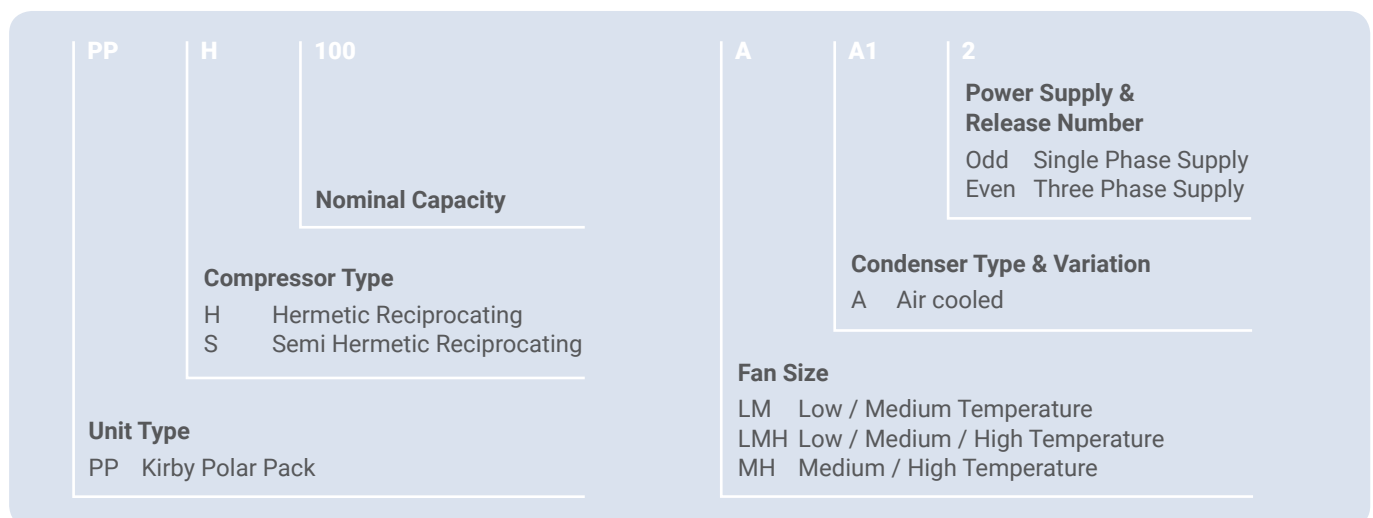 PP H 100 A A1 2
Power Supply &
Release Number
Odd Single Phase Supply
Even Three Phase Supply
Nominal Capacity
Condenser Type & Variation
A Air cooled
Compressor Type
H Hermetic Reciprocating
S Semi Hermetic Reciprocating
Fan Size
LM Low / Medium Temperature
LMH Low / Medium / High Temperature
MH Medium / High Temperature
Unit Type
PP Kirby Polar Pack